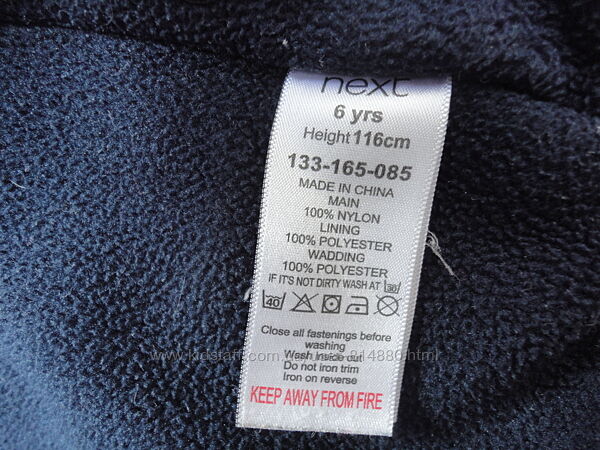 next
6 yrs
Height 116cm
133-165-085
MADE IN CHINA
MAIN
100% NYLON
LINING
100% POLYESTER
WADDING
100% POLYESTER
IF IT'S NOT DIRTY WASH AT 30
40
Close all fastenings before
washing
Wash inside out
Do not iron trim
Iron on reverse
KEEP AWAY FROM FIRE